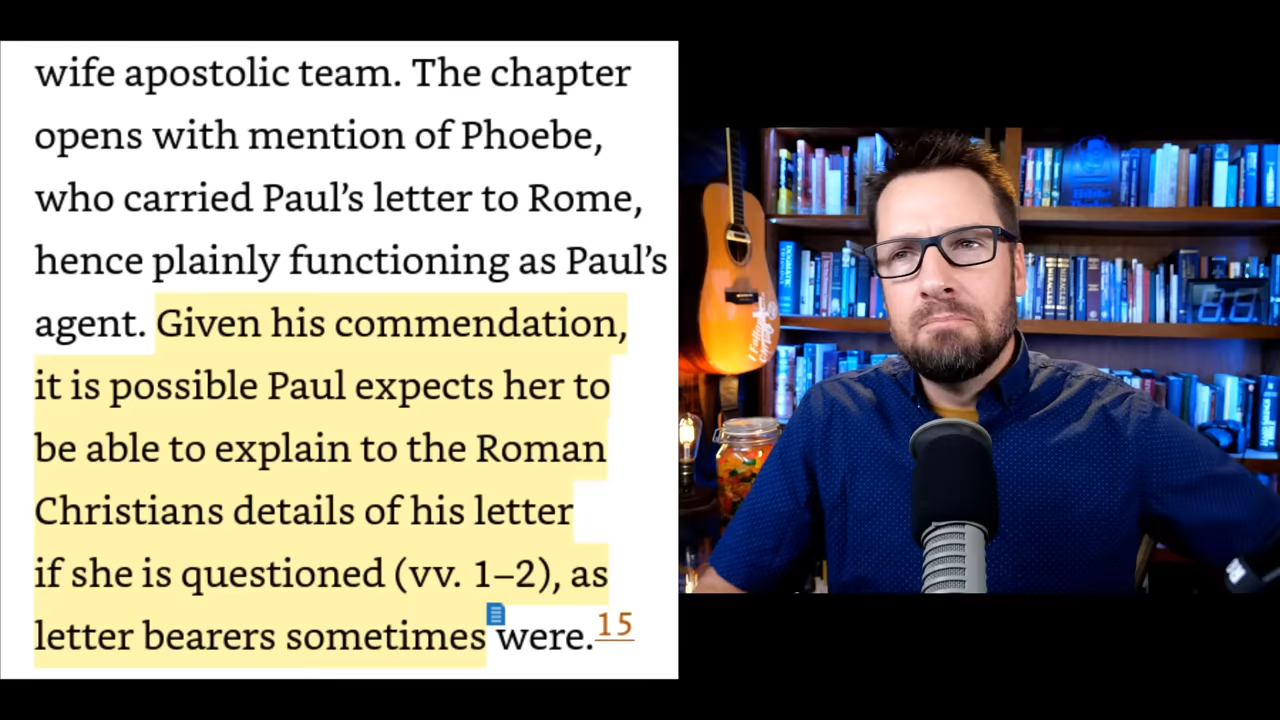 wife apostolic team. The chapter
opens with mention of Phoebe,
who carried Paul’s letter to Rome,
hence plainly functioning as Paul’s
agent. Given his commendation,
it is possible Paul expects her to
be able to explain to the Roman
Christians details of his letter
if she is questioned (vv. 1–2), as
letter bearers sometimes were.15